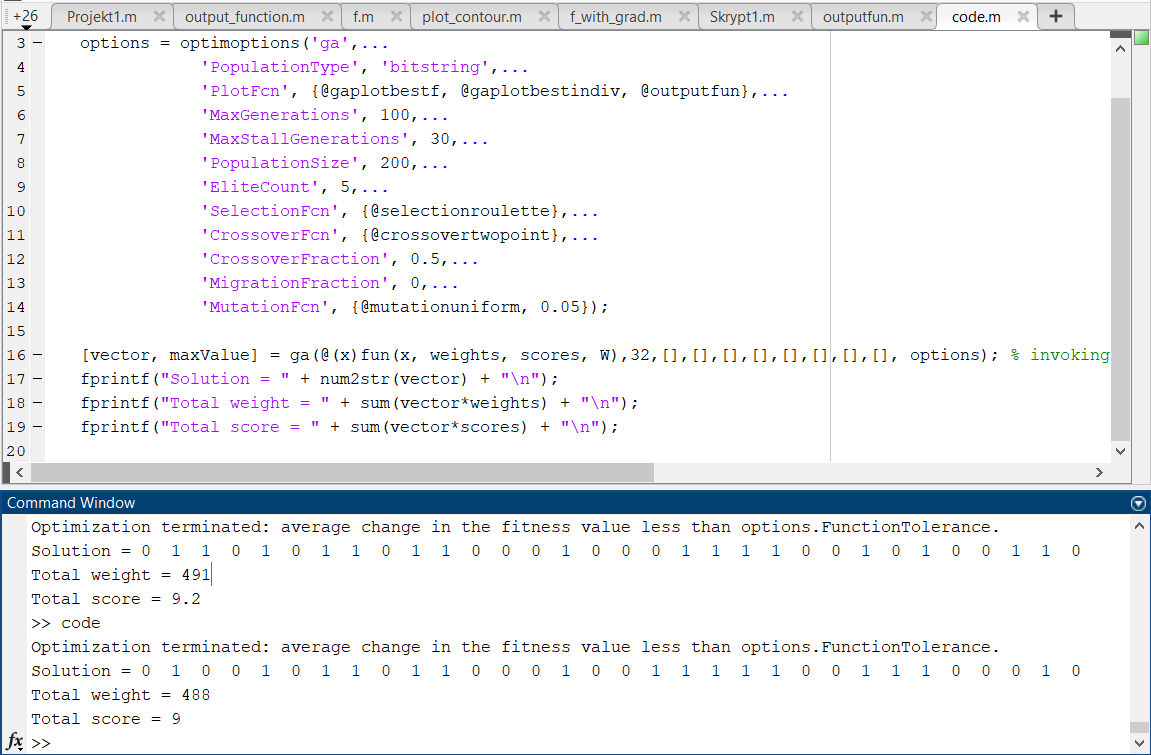 +26 Projekt1.m output_function.m f.m plot_contour.m f_with_grad.m Skrypt1.m outputfun.m code.m +
3 – options = optimoptions('ga',...
4 'PopulationType', 'bitstring',...
5 'PlotFcn', {@gaplotbestf, @gaplotbestindiv, @outputfun},...
6 'MaxGenerations', 100,...
7 'MaxStallGenerations', 30,...
8 'PopulationSize', 200,...
9 'EliteCount', 5,...
10 'SelectionFcn', {@selectionroulette},...
11 'CrossoverFcn', {@crossovertwopoint},...
12 'CrossoverFraction', 0.5,...
13 'MigrationFraction', 0,...
14 'MutationFcn', {@mutationuniform, 0.05});
15
16 – [vector, maxValue] = ga(@(x)fun(x, weights, scores, W),32,[],[],[],[],[],[],[],[], options); % invoking
17 – fprintf("Solution = " + num2str(vector) + "\n");
18 – fprintf("Total weight = " + sum(vector*weights) + "\n");
19 – fprintf("Total score = " + sum(vector*scores) + "\n");
20
Command Window
Optimization terminated: average change in the fitness value less than options.FunctionTolerance.
Solution = 0 1 1 0 1 0 1 1 0 1 1 0 0 0 1 0 0 0 1 1 1 1 0 0 1 0 1 0 0 1 1 0
Total weight = 491
Total score = 9.2
>> code
Optimization terminated: average change in the fitness value less than options.FunctionTolerance.
Solution = 0 1 0 0 1 0 1 1 0 1 1 0 0 0 1 0 0 1 1 1 1 1 0 0 1 1 1 0 0 0 1 0
Total weight = 488
Total score = 9
fx >>